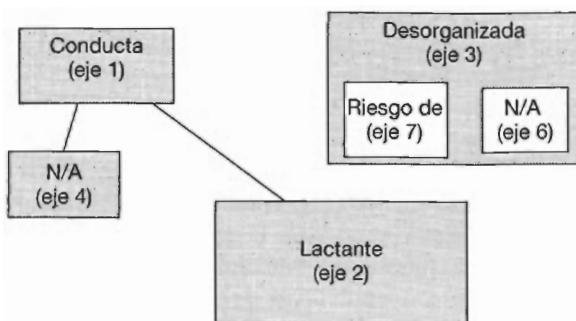 Conducta
(eje 1)
Desorganizada
(eje 3)
Riesgo de
(eje 7)
N/A
(eje 6)
N/A
(eje 4)
Lactante
(eje 2)